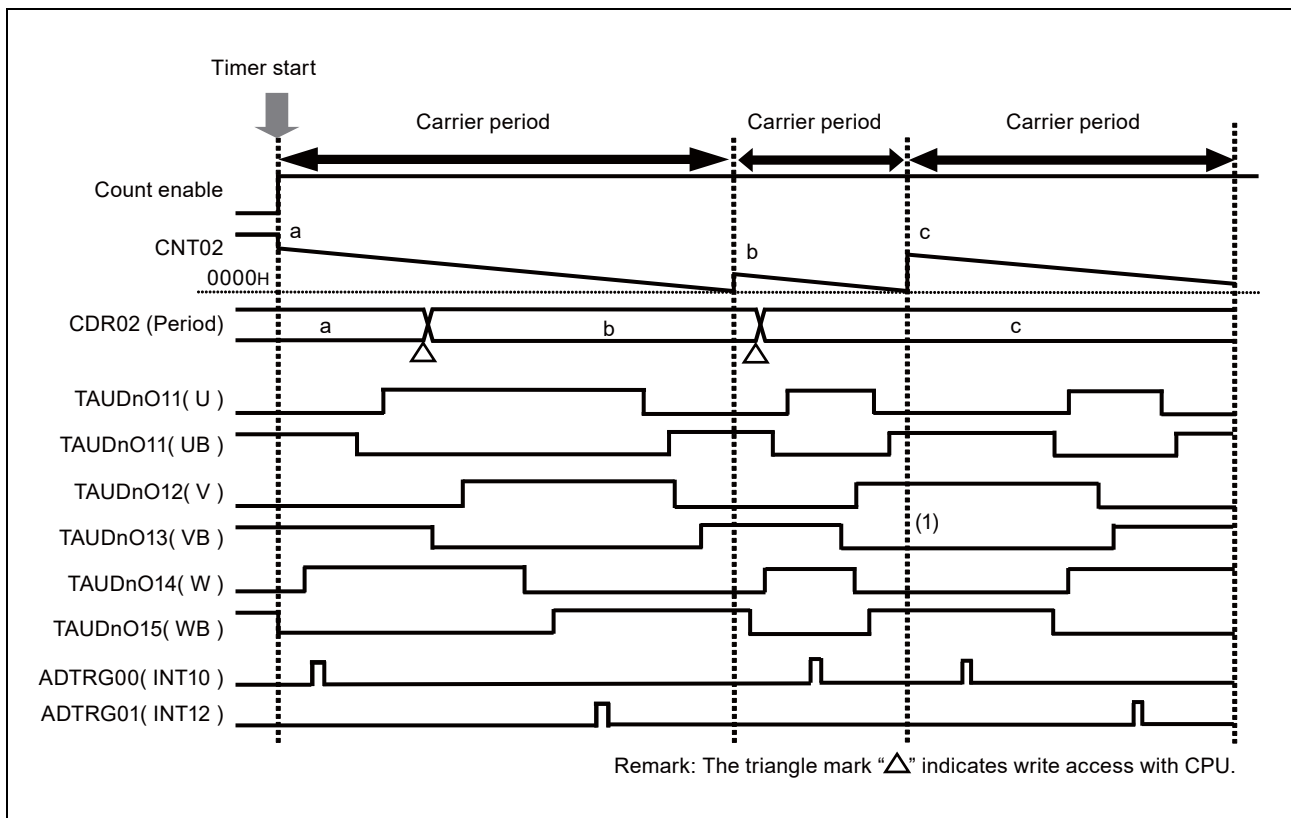 Timer start
Carrier period Carrier period Carrier period
Count enable
CNT02 a b c
0000H
CDR02 (Period) a b c
TAUDnO11( U )
TAUDnO11( UB )
TAUDnO12( V )
TAUDnO13( VB ) (1)
TAUDnO14( W )
TAUDnO15( WB )
ADTRG00( INT10 )
ADTRG01( INT12 )
Remark: The triangle mark “△” indicates write access with CPU.